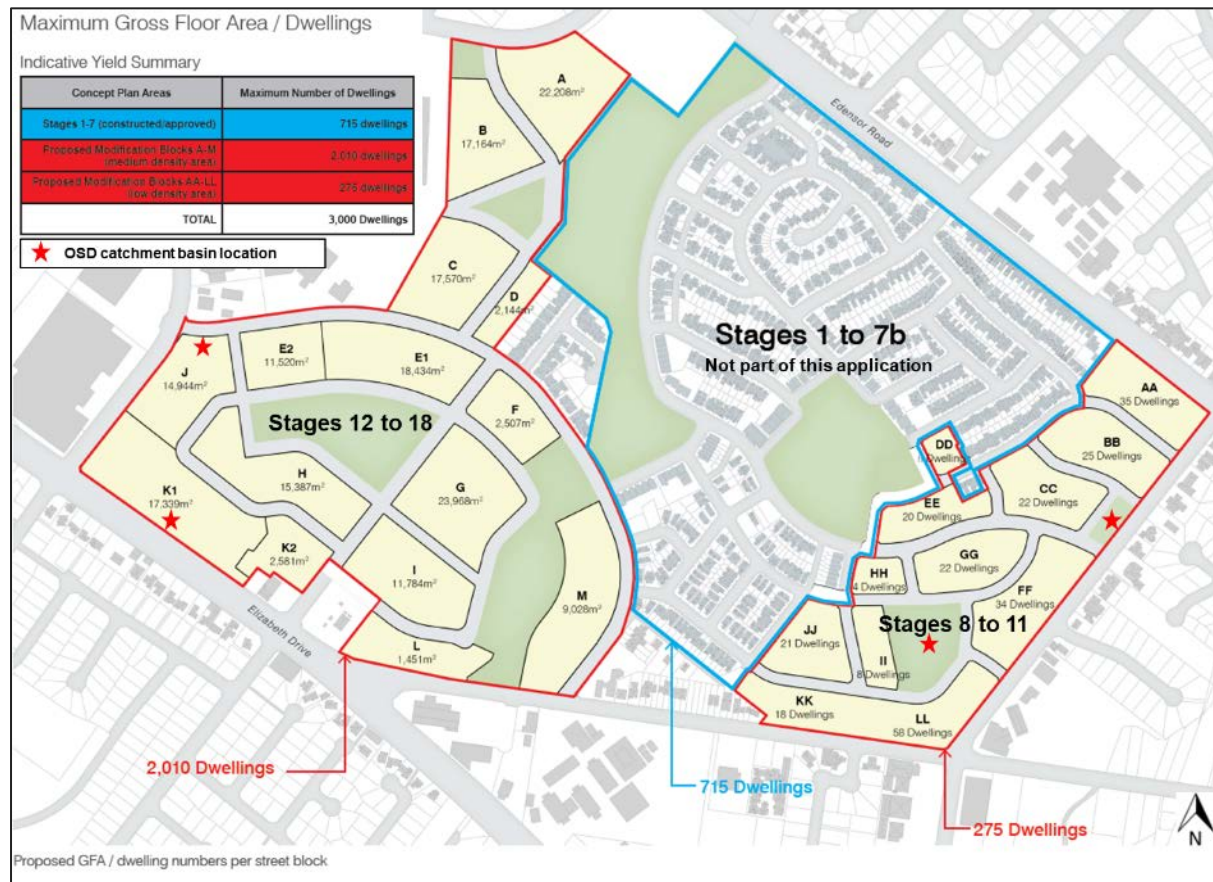 Maximum Gross Floor Area / Dwellings
Indicative Yield Summary
Concept Plan Areas Maximum Number of Dwellings
Stages 1-7 (constructed/approved) 715 dwellings
Proposed Modification Blocks A-M (medium density area) 2,010 dwellings
Proposed Modification Blocks AA-LL (low density area) 275 dwellings
TOTAL 3,000 Dwellings
OSD catchment basin location
A
22,208m²
B
17,164m²
Edensor Road
C
17,570m²
D
2,144m²
Stages 1 to 7b
Not part of this application
E2
11,520m²
E1
18,434m²
J
14,944m²
F
2,507m²
Stages 12 to 18
H
15,387m²
G
23,968m²
K1
17,339m²
K2
2,581m²
I
11,784m²
M
9,028m²
L
1,451m²
Elizabeth Drive
AA
35 Dwellings
BB
25 Dwellings
CC
22 Dwellings
DD
Dwellings
EE
20 Dwellings
GG
22 Dwellings
HH
4 Dwellings
FF
34 Dwellings
Stages 8 to 11
JJ
21 Dwellings
II
8 Dwellings
KK
18 Dwellings
LL
58 Dwellings
2,010 Dwellings
715 Dwellings
275 Dwellings
N
Proposed GFA / dwelling numbers per street block